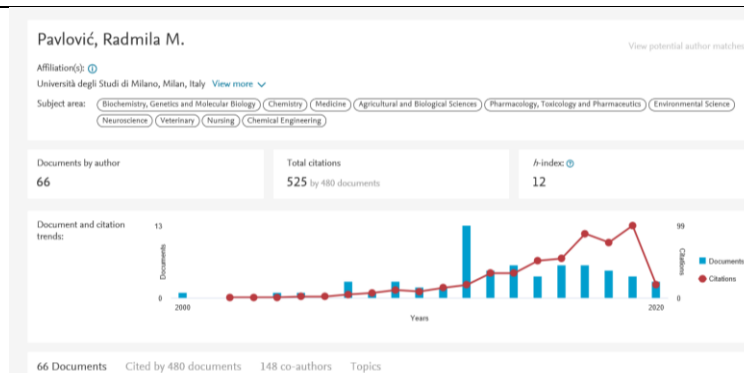 Pavlović, Radmila M.
View potential author matches
Affiliation(s):
Università degli Studi di Milano, Milan, Italy View more
Subject area: Biochemistry, Genetics and Molecular Biology Chemistry Medicine Agricultural and Biological Sciences Pharmacology, Toxicology and Pharmaceutics Environmental Science
Neuroscience Veterinary Nursing Chemical Engineering
Documents by author
66
Total citations
525 by 480 documents
h-index:
12
Document and citation
trends:
13
Documents
0
2000
Years
2020
99
Citations
0
Documents
Citations
66 Documents Cited by 480 documents 148 co-authors Topics